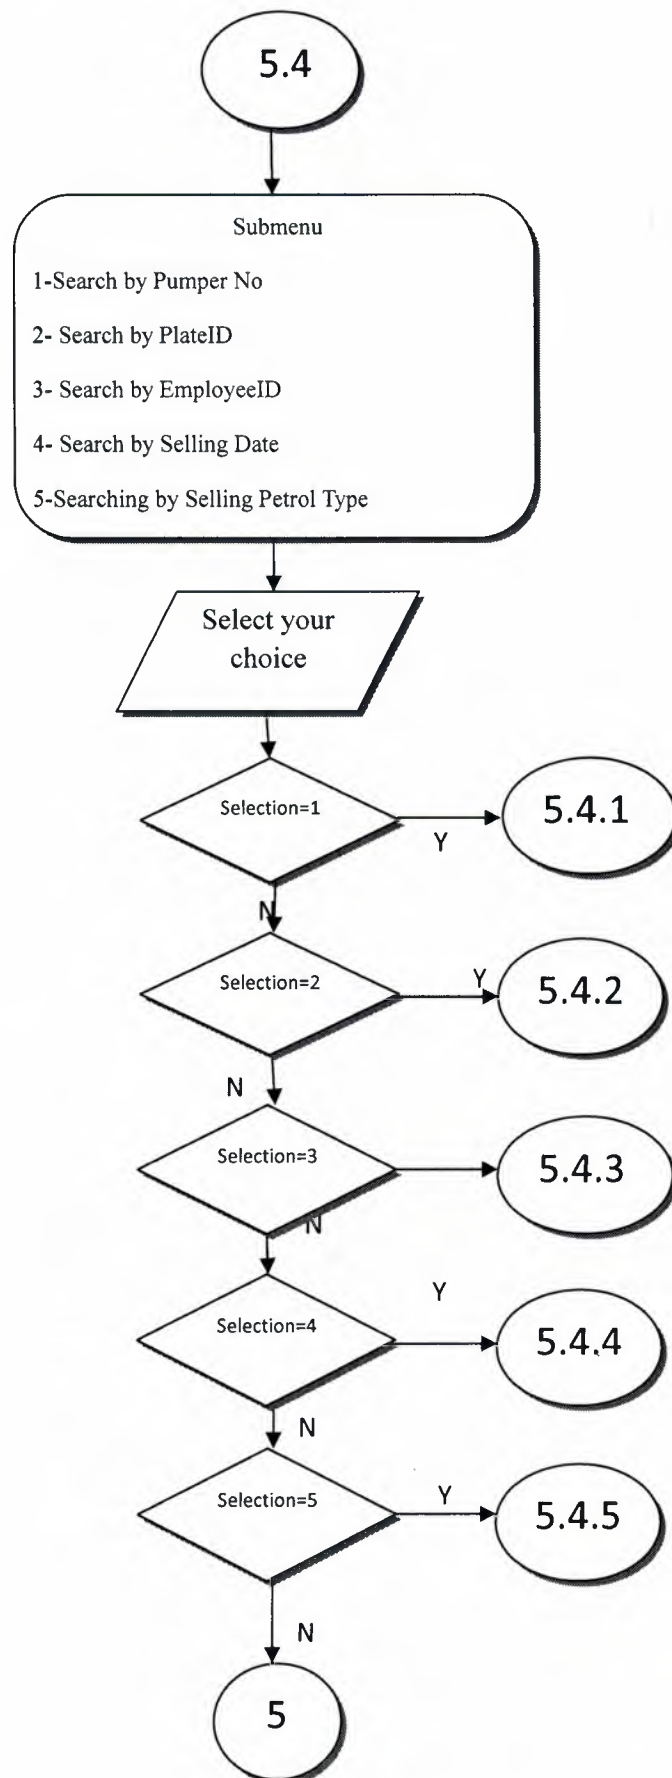 5.4
Submenu
1-Search by Pumper No
2- Search by PlateID
3- Search by EmployeeID
4- Search by Selling Date
5-Searching by Selling Petrol Type
Select your
choice
Selection=1
Y
5.4.1
N
Selection=2
Y
5.4.2
N
Selection=3
5.4.3
N
Selection=4
Y
5.4.4
N
Selection=5
Y
5.4.5
N
5